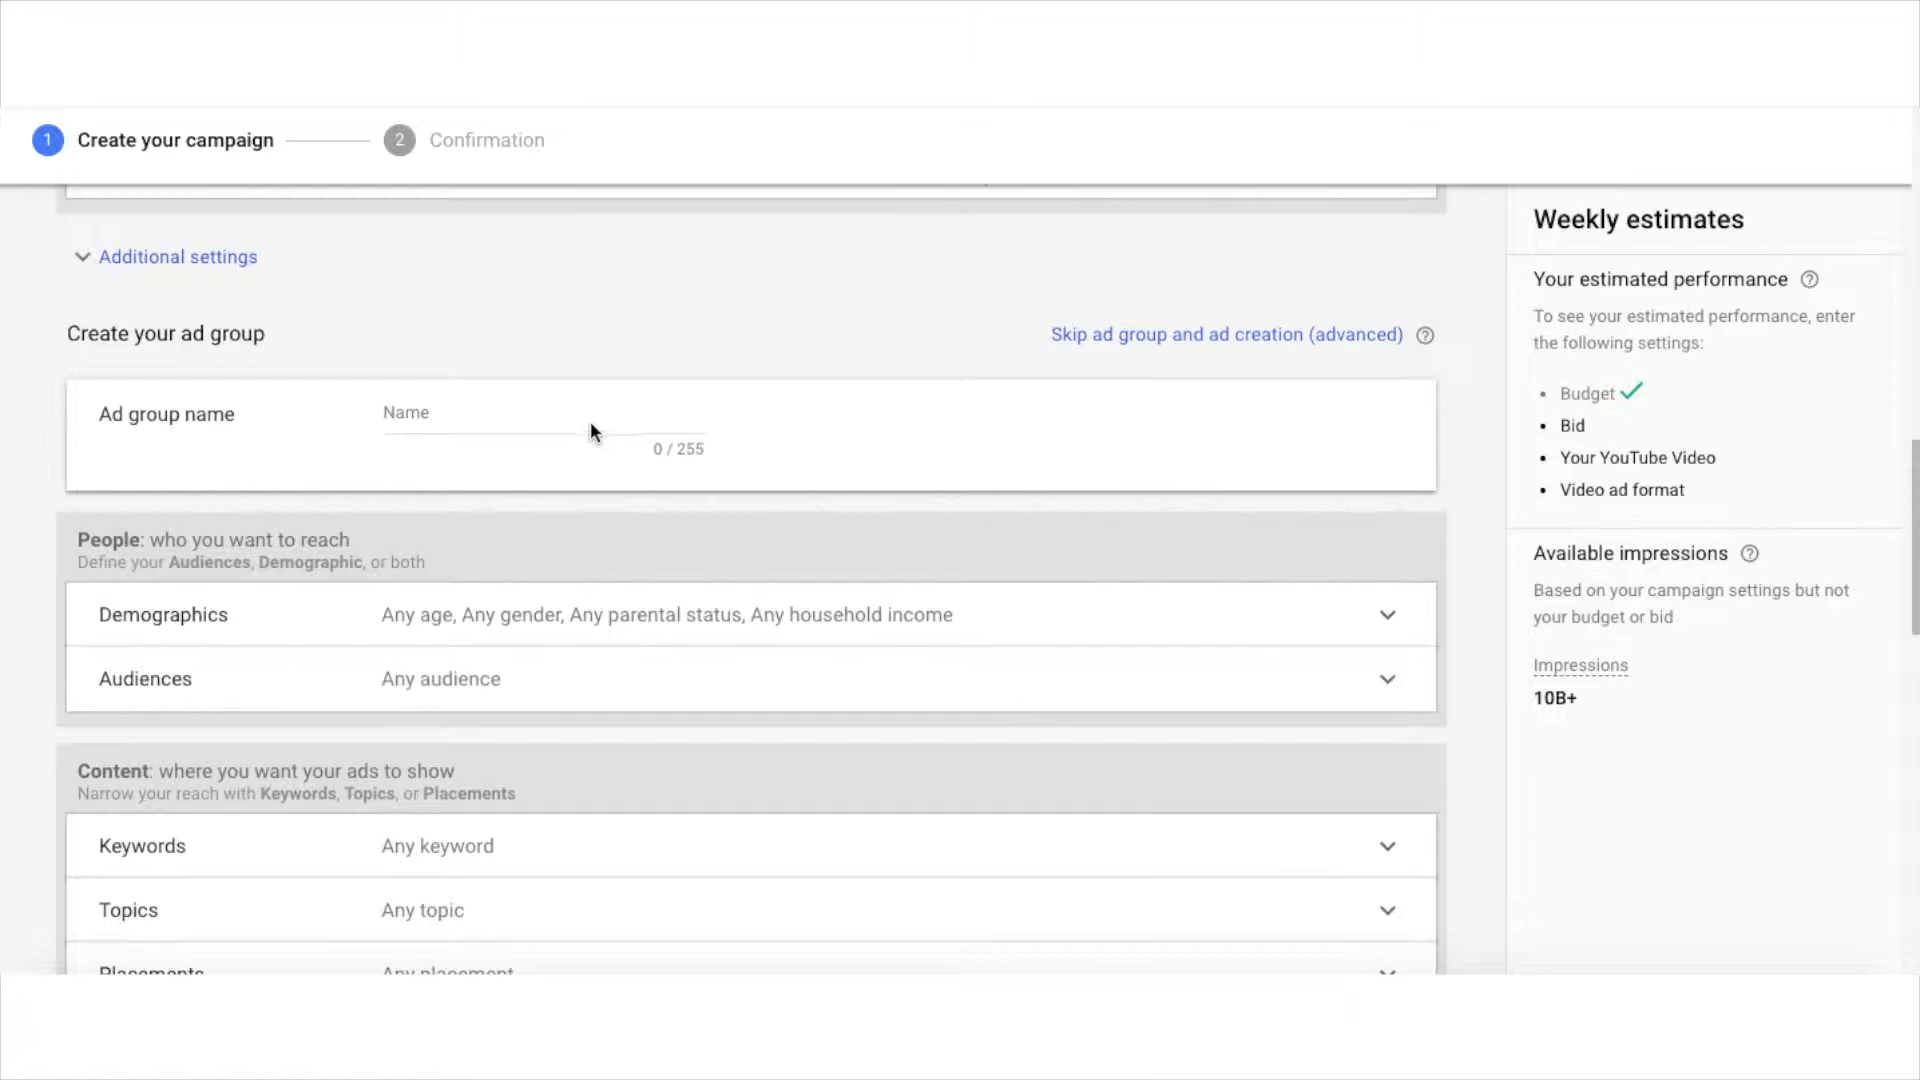 1 Create your campaign 2 Confirmation
Additional settings
Create your ad group
Skip ad group and ad creation (advanced)
Ad group name
Name
0 / 255
People: who you want to reach
Define your Audiences, Demographic, or both
Demographics
Any age, Any gender, Any parental status, Any household income
Audiences
Any audience
Content: where you want your ads to show
Narrow your reach with Keywords, Topics, or Placements
Keywords
Any keyword
Topics
Any topic
Placements
Any placement
Weekly estimates
Your estimated performance
To see your estimated performance, enter
the following settings:
• Budget
• Bid
• Your YouTube Video
• Video ad format
Available impressions
Based on your campaign settings but not
your budget or bid
Impressions
10B+